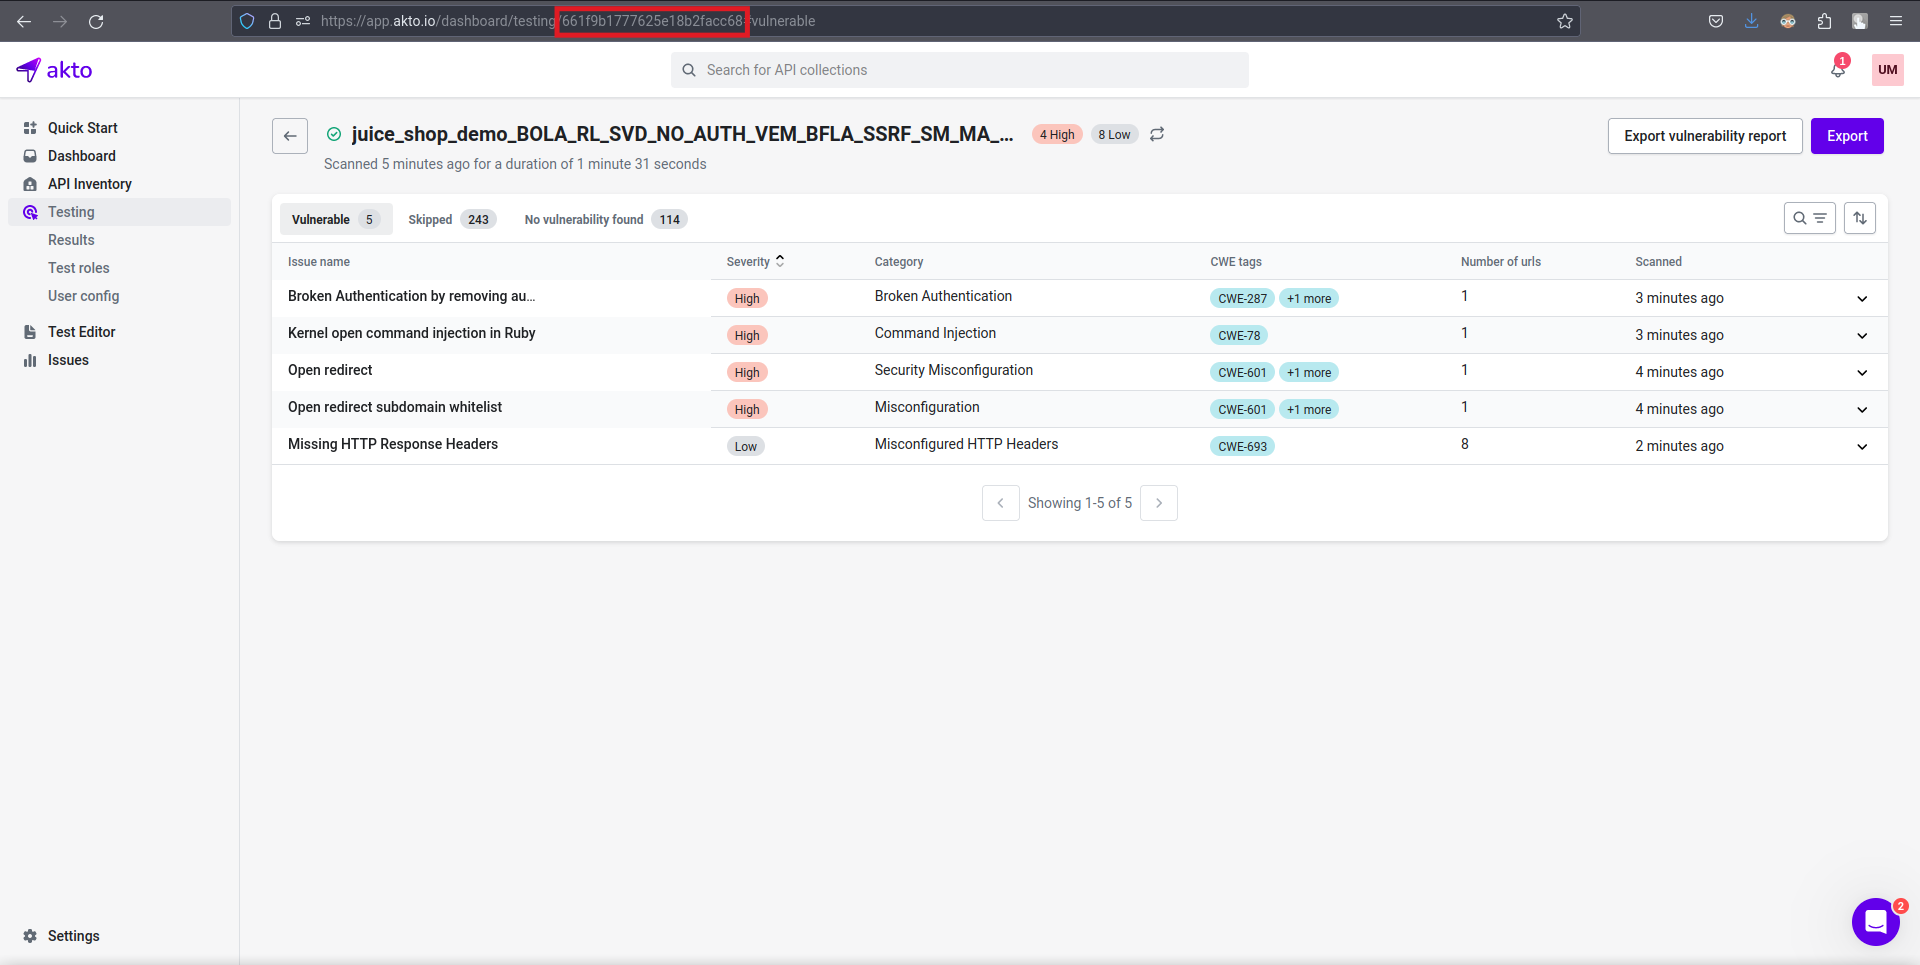 https://app.akto.io/dashboard/testing/661f9b1777625e18b2facc68#vulnerable
akto
Search for API collections
1
UM
Quick Start
Dashboard
API Inventory
Testing
Results
Test roles
User config
Test Editor
Issues
Settings
juice_shop_demo_BOLA_RL_SVD_NO_AUTH_VEM_BFLA_SSRF_SM_MA_... 4 High 8 Low
Scanned 5 minutes ago for a duration of 1 minute 31 seconds
Export vulnerability report Export
Vulnerable 5 Skipped 243 No vulnerability found 114
Issue name Severity Category CWE tags Number of urls Scanned
Broken Authentication by removing au... High Broken Authentication CWE-287 +1 more 1 3 minutes ago
Kernel open command injection in Ruby High Command Injection CWE-78 1 3 minutes ago
Open redirect High Security Misconfiguration CWE-601 +1 more 1 4 minutes ago
Open redirect subdomain whitelist High Misconfiguration CWE-601 +1 more 1 4 minutes ago
Missing HTTP Response Headers Low Misconfigured HTTP Headers CWE-693 8 2 minutes ago
Showing 1-5 of 5
2